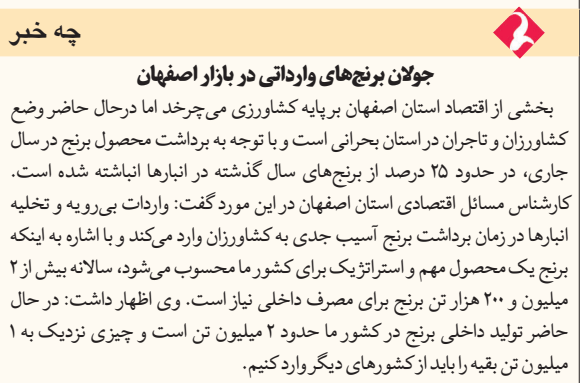 چه خبر
جولان برنج‌های وارداتی در بازار اصفهان
بخشی از اقتصاد استان اصفهان بر پایه کشاورزی می‌چرخد اما درحال حاضر وضع
کشاورزان و تاجران در استان بحرانی است و با توجه به برداشت محصول برنج در سال
جاری، در حدود ۲۵ درصد از برنج‌های سال گذشته در انبارها انباشته شده است.
کارشناس مسائل اقتصادی استان اصفهان در این مورد گفت: واردات بی‌رویه و تخلیه
انبارها در زمان برداشت برنج آسیب جدی به کشاورزان وارد می‌کند و با اشاره به اینکه
برنج یک محصول مهم و استراتژیک برای کشور ما محسوب می‌شود، سالانه بیش از ۲
میلیون و ۲۰۰ هزار تن برنج برای مصرف داخلی نیاز است. وی اظهار داشت: در حال
حاضر تولید داخلی برنج در کشور ما حدود ۲ میلیون تن است و چیزی نزدیک به ۱
میلیون تن بقیه را باید از کشورهای دیگر وارد کنیم.